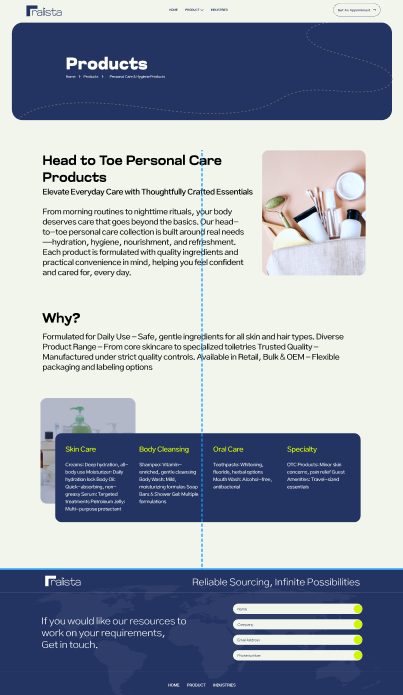 Fralista
HOME PRODUCT INDUSTRIES
Get An Appointment
Products
Home > Products > Personal Care & Hygiene Products
Head to Toe Personal Care
Products
Elevate Everyday Care with Thoughtfully Crafted Essentials
From morning routines to nighttime rituals, your body
deserves care that goes beyond the basics. Our head-
to-toe personal care collection is built around real needs
—hydration, hygiene, nourishment, and refreshment.
Each product is formulated with quality ingredients and
practical convenience in mind, helping you feel confident
and cared for, every day.
Why?
Formulated for Daily Use – Safe, gentle ingredients for all skin and hair types. Diverse
Product Range – From core skincare to specialized toiletries Trusted Quality –
Manufactured under strict quality controls. Available in Retail, Bulk & OEM – Flexible
packaging and labeling options
Skin Care
Creams: Deep hydration, all-
body use Moisturizer: Daily
hydration lock Body Oil:
Quick-absorbing, non-
greasy Serum: Targeted
treatments Petroleum Jelly:
Multi-purpose protectant
Body Cleansing
Shampoo: Vitamin-
enriched, gentle cleansing
Body Wash: Mild,
moisturizing formulas Soap
Bars & Shower Gel: Multiple
formulations
Oral Care
Toothpaste: Whitening,
fluoride, herbal options
Mouth Wash: Alcohol-free,
antibacterial
Specialty
OTC Products: Minor skin
concerns, pain relief Guest
Amenities: Travel-sized
essentials
Fralista
Reliable Sourcing, Infinite Possibilities
If you would like our resources to
work on your requirements,
Get in touch.
Name
Company
Email Address
Phone number
HOME PRODUCT INDUSTRIES